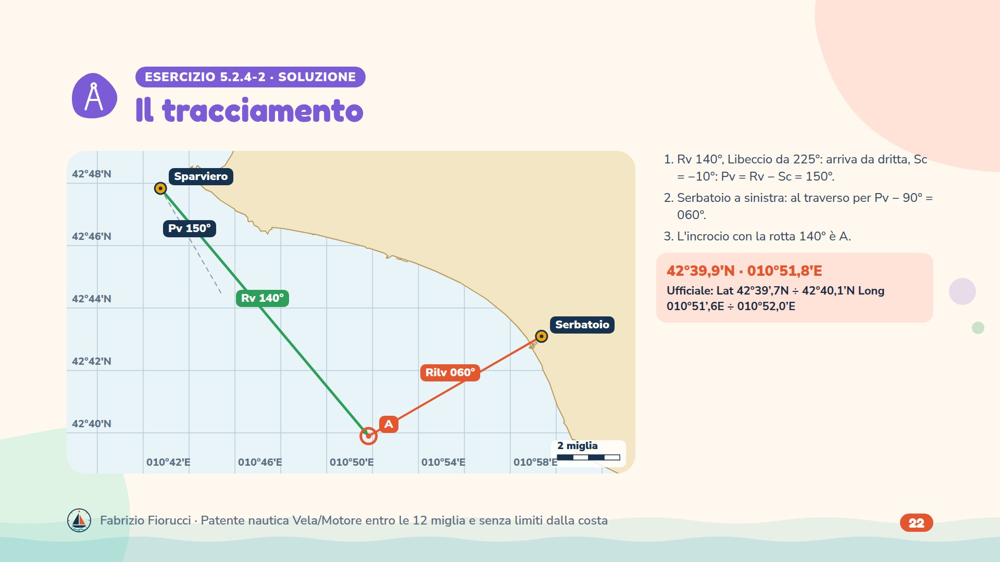 ESERCIZIO 5.2.4-2 · SOLUZIONE
Il tracciamento
42°48'N
42°46'N
42°44'N
42°42'N
42°40'N
010°42'E
010°46'E
010°50'E
010°54'E
010°58'E
Sparviero
Pv 150°
Rv 140°
Serbatoio
Rilv 060°
A
2 miglia
1. Rv 140°, Libeccio da 225°: arriva da dritta, Sc
= −10°: Pv = Rv − Sc = 150°.
2. Serbatoio a sinistra: al traverso per Pv − 90° =
060°.
3. L'incrocio con la rotta 140° è A.
42°39,9'N · 010°51,8'E
Ufficiale: Lat 42°39’,7N ÷ 42°40,1’N Long
010°51’,6E ÷ 010°52,0’E
Fabrizio Fiorucci · Patente nautica Vela/Motore entro le 12 miglia e senza limiti dalla costa
22